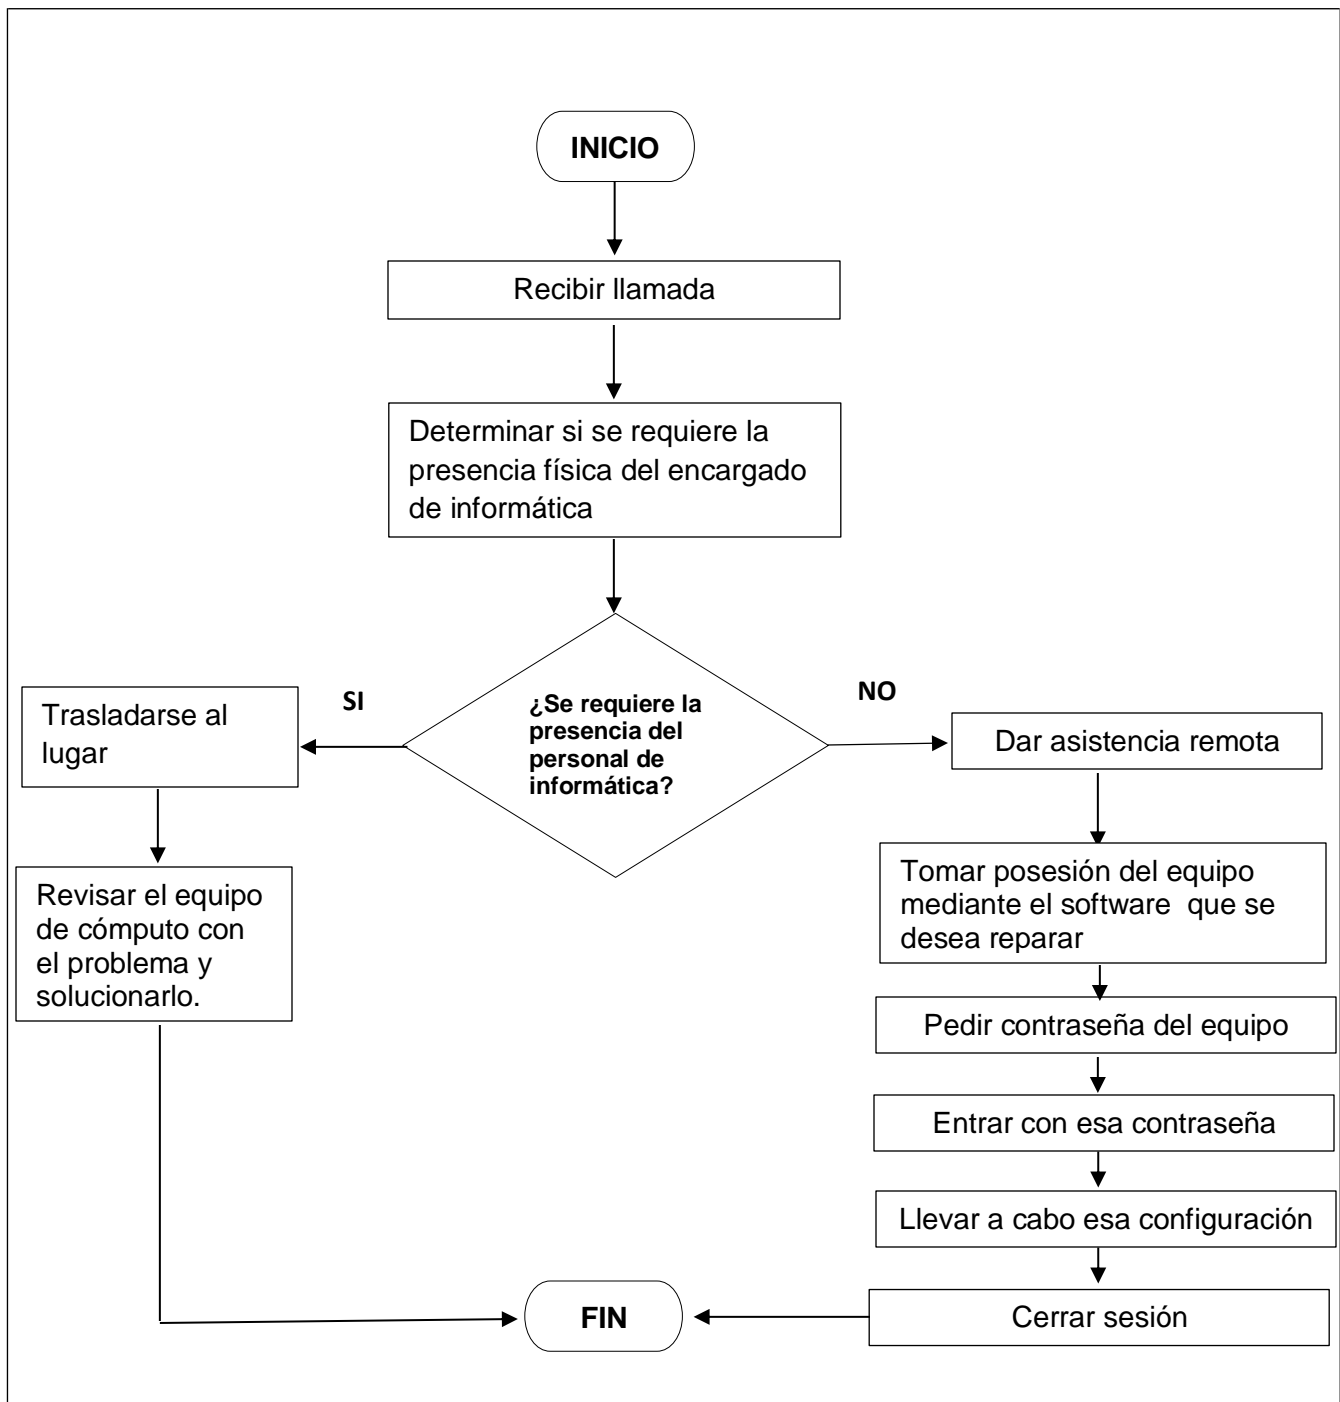 INICIO
Recibir llamada
Determinar si se requiere la
presencia física del encargado
de informática
¿Se requiere la
presencia del
personal de
informática?
SI
NO
Trasladarse al
lugar
Revisar el equipo
de cómputo con
el problema y
solucionarlo.
Dar asistencia remota
Tomar posesión del equipo
mediante el software  que se
desea reparar
Pedir contraseña del equipo
Entrar con esa contraseña
Llevar a cabo esa configuración
Cerrar sesión
FIN